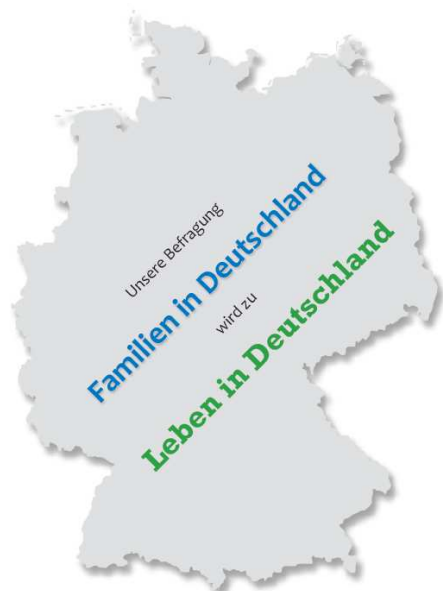 Unsere Befragung
Familien in Deutschland
wird zu
Leben in Deutschland